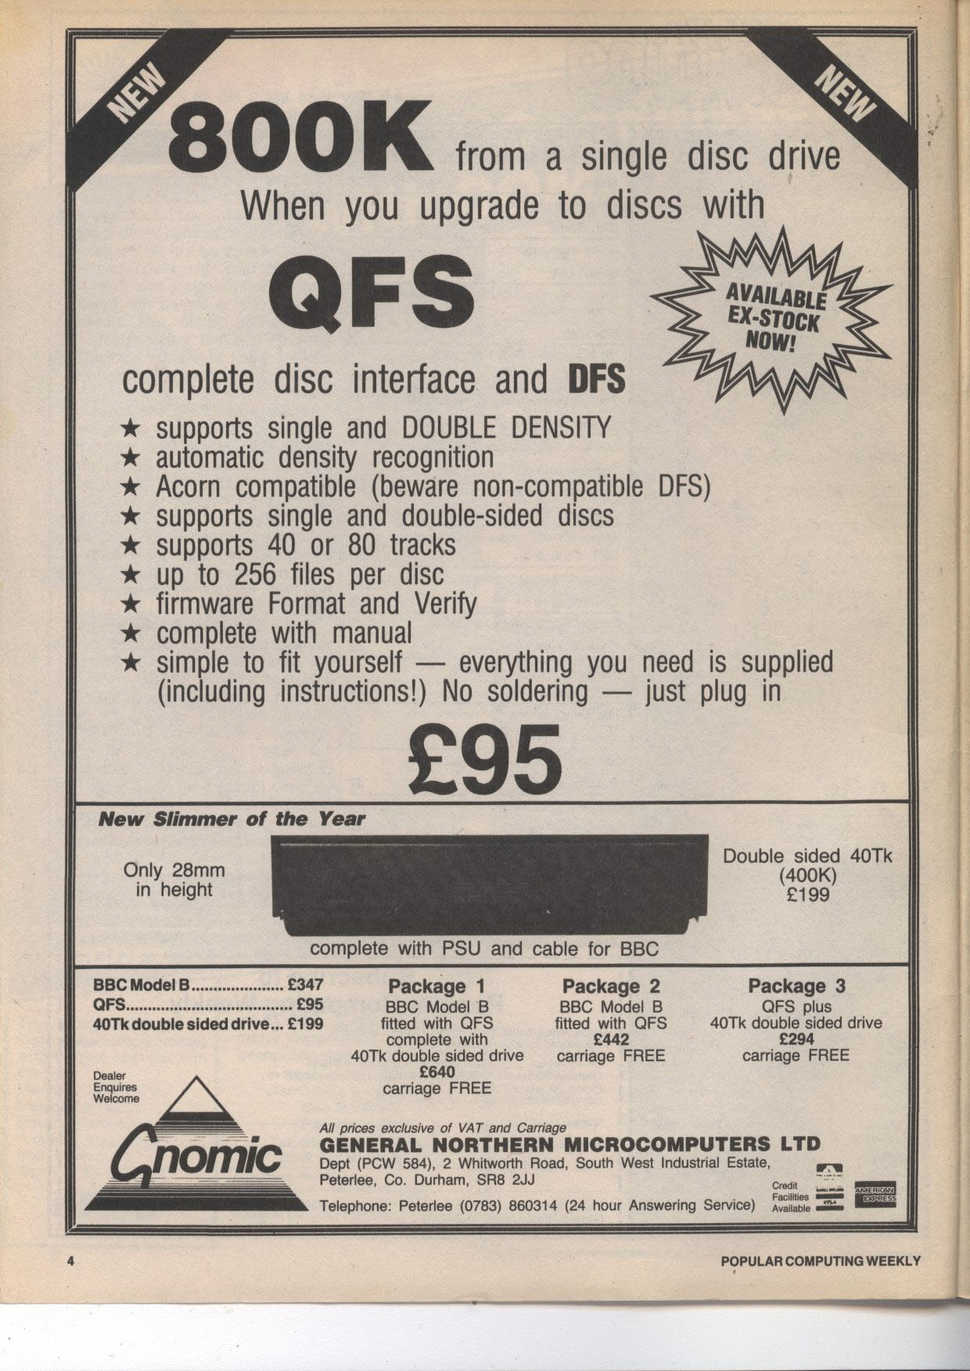 NEW
NEW
800K from a single disc drive
When you upgrade to discs with
QFS
AVAILABLE
EX-STOCK
NOW!
complete disc interface and DFS
★ supports single and DOUBLE DENSITY
★ automatic density recognition
★ Acorn compatible (beware non-compatible DFS)
★ supports single and double-sided discs
★ supports 40 or 80 tracks
★ up to 256 files per disc
★ firmware Format and Verify
★ complete with manual
★ simple to fit yourself — everything you need is supplied
(including instructions!) No soldering — just plug in
£95
New Slimmer of the Year
Only 28mm
in height
Double sided 40Tk
(400K)
£199
complete with PSU and cable for BBC
BBC Model B...................... £347
QFS........................................ £95
40Tk double sided drive... £199
Package 1
BBC Model B
fitted with QFS
complete with
40Tk double sided drive
£640
carriage FREE
Package 2
BBC Model B
fitted with QFS
£442
carriage FREE
Package 3
QFS plus
40Tk double sided drive
£294
carriage FREE
Dealer
Enquires
Welcome
Gnomic
All prices exclusive of VAT and Carriage
GENERAL NORTHERN MICROCOMPUTERS LTD
Dept (PCW 584), 2 Whitworth Road, South West Industrial Estate,
Peterlee, Co. Durham, SR8 2JJ
Telephone: Peterlee (0783) 860314 (24 hour Answering Service)
Credit
Facilities
Available
AMERICAN
EXPRESS
4
POPULAR COMPUTING WEEKLY